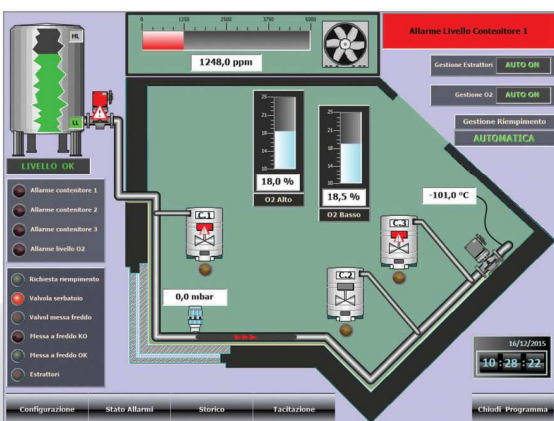 0 1250 2500 3750 5000
1248,0 ppm
Allarme Livello Contenitore 1
Gestione Estrattori AUTO ON
Gestione O2 AUTO ON
Gestione Riempimento
AUTOMATICA
HL
LL
LIVELLO OK
Allarme contenitore 1
Allarme contenitore 2
Allarme contenitore 3
Allarme livello O2
Richiesta riempimento
Valvola serbatoio
Valvol messa freddo
Messa a freddo KO
Messa a freddo OK
Estrattori
25
21
18
15
10
18,0 %
O2 Alto
25
21
18
15
10
18,5 %
O2 Basso
-101,0 °C
C.1
C.2
C.3
0,0 mbar
16/12/2015
10:28:22
Configurazione Stato Allarmi Storico Tacitazione Chiudi Programma